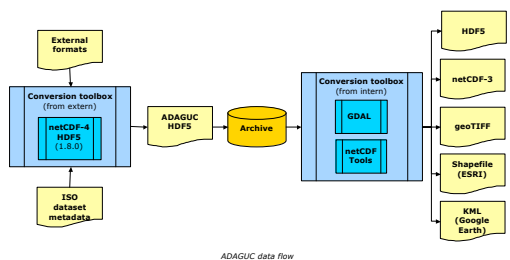 External
formats
Conversion toolbox
(from extern)
netCDF-4
HDF5
(1.8.0)
ISO
dataset
metadata
ADAGUC
HDF5
Archive
Conversion toolbox
(from intern)
GDAL
netCDF
Tools
HDF5
netCDF-3
geoTIFF
Shapefile
(ESRI)
KML
(Google
Earth)
ADAGUC data flow